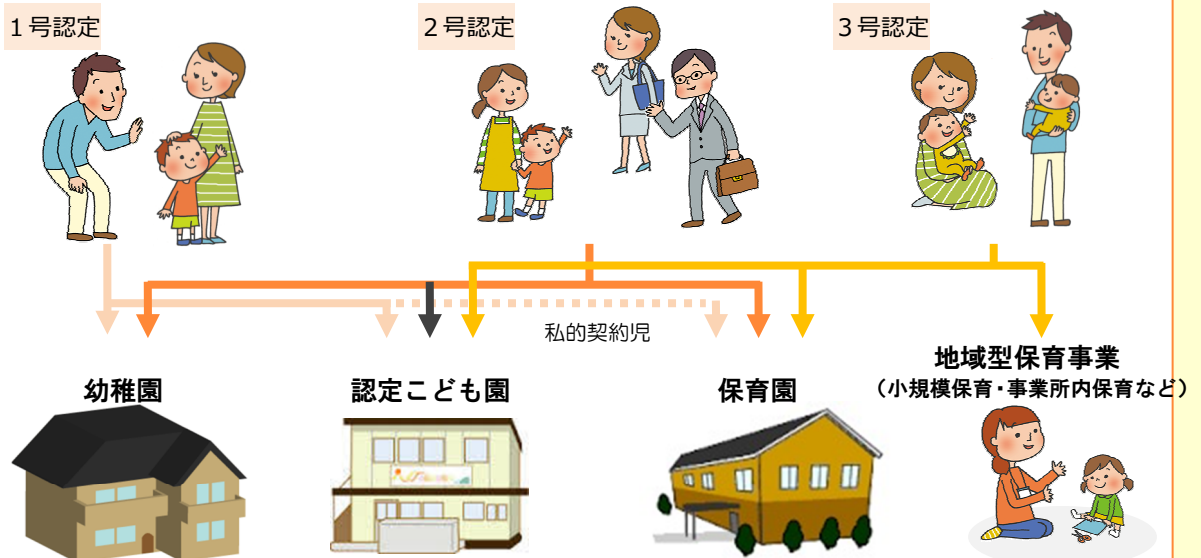 １号認定
２号認定
３号認定
私的契約児
幼稚園
認定こども園
保育園
地域型保育事業
（小規模保育・事業所内保育など）